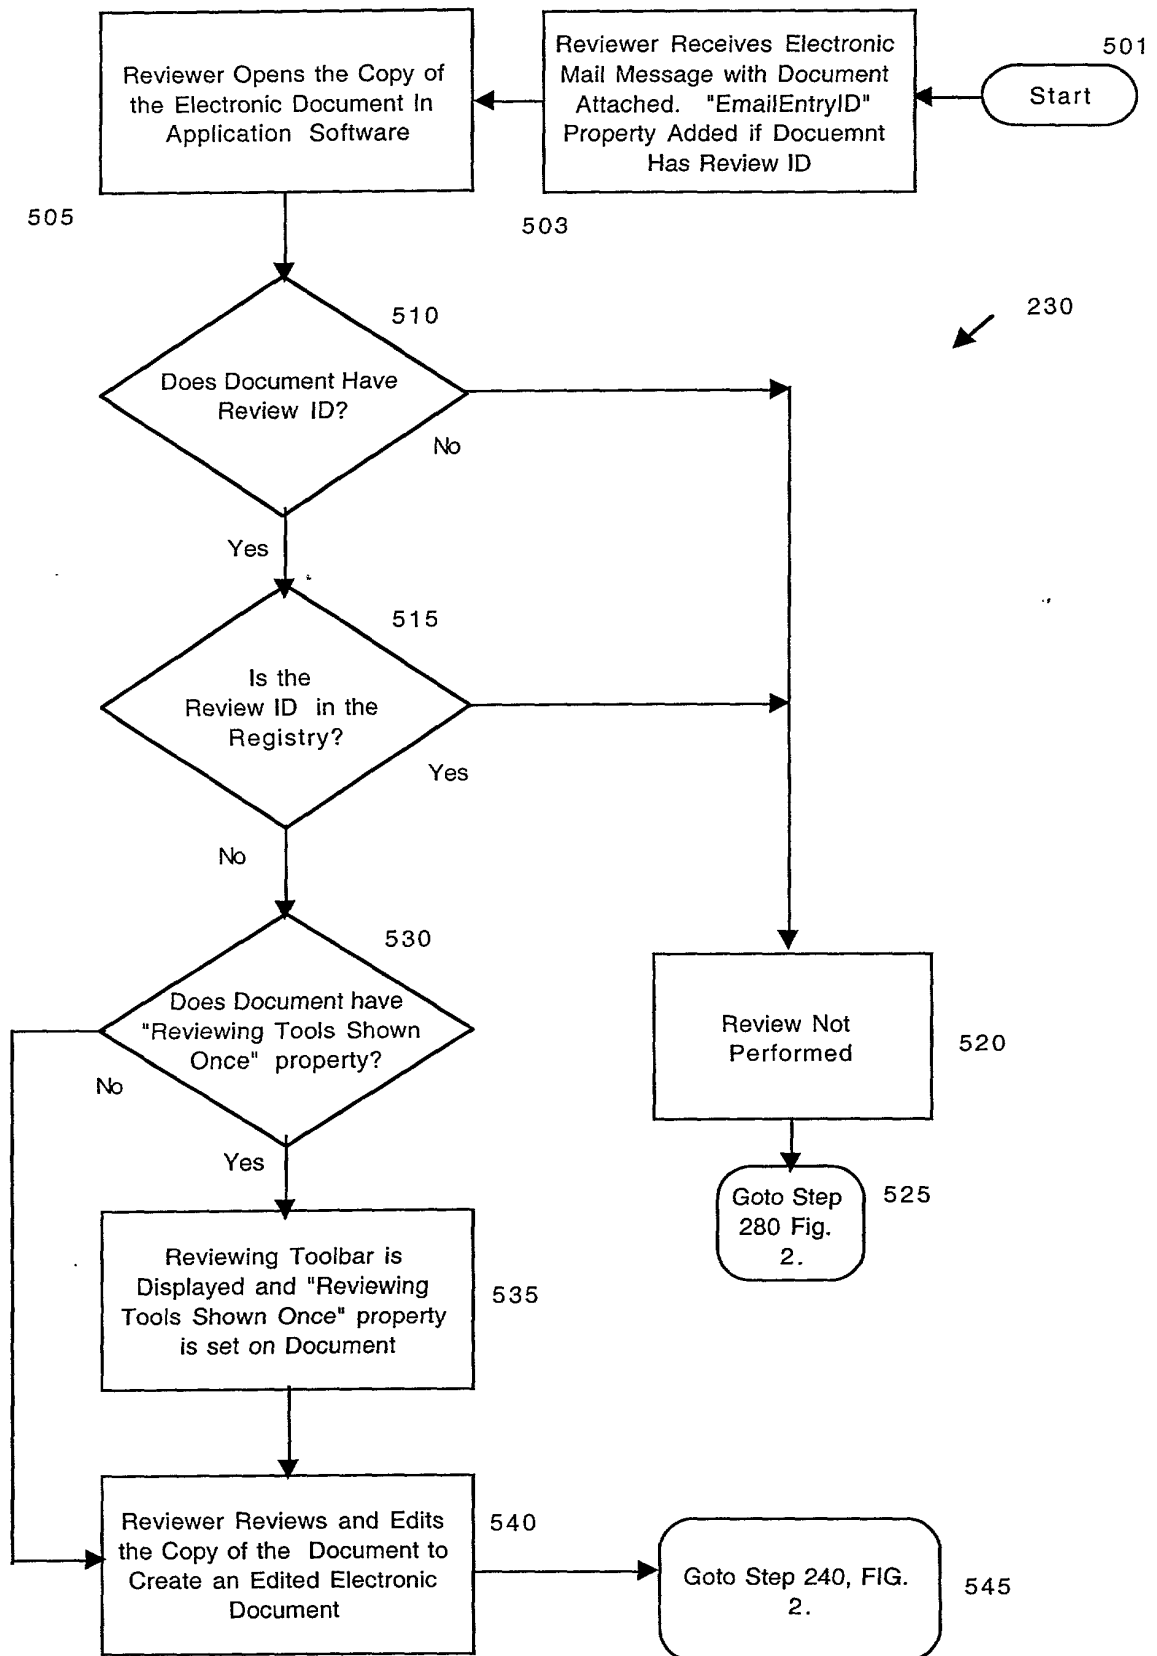 501
Start
Reviewer Receives Electronic
Mail Message with Document
Attached. "EmailEntryID"
Property Added if Docuemnt
Has Review ID
503
Reviewer Opens the Copy of
the Electronic Document In
Application Software
505
230
510
Does Document Have
Review ID?
No
Yes
515
Is the
Review ID in the
Registry?
Yes
No
530
Does Document have
"Reviewing Tools Shown
Once" property?
No
Yes
Review Not
Performed
520
Goto Step
280 Fig.
2.
525
Reviewing Toolbar is
Displayed and "Reviewing
Tools Shown Once" property
is set on Document
535
Reviewer Reviews and Edits
the Copy of the Document to
Create an Edited Electronic
Document
540
Goto Step 240, FIG.
2.
545